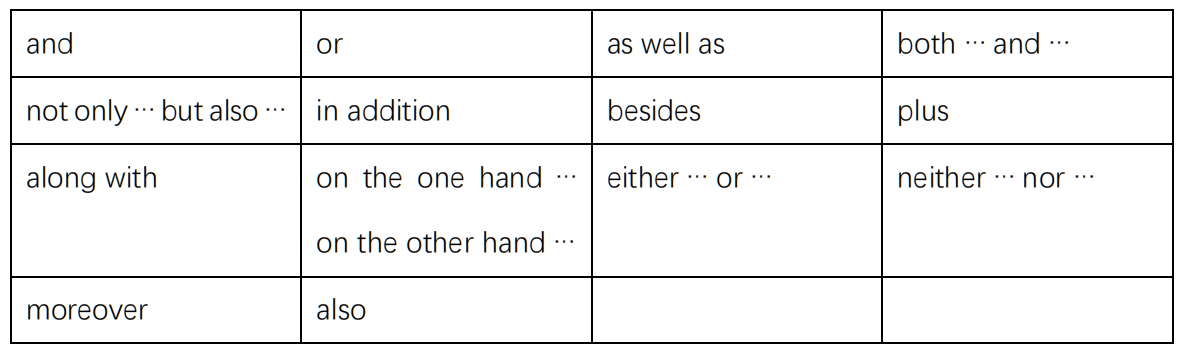 and or as well as both ··· and ···
not only ··· but also ··· in addition besides plus
along with on the one hand ··· either ··· or ··· neither ··· nor ···
on the other hand ···
moreover also